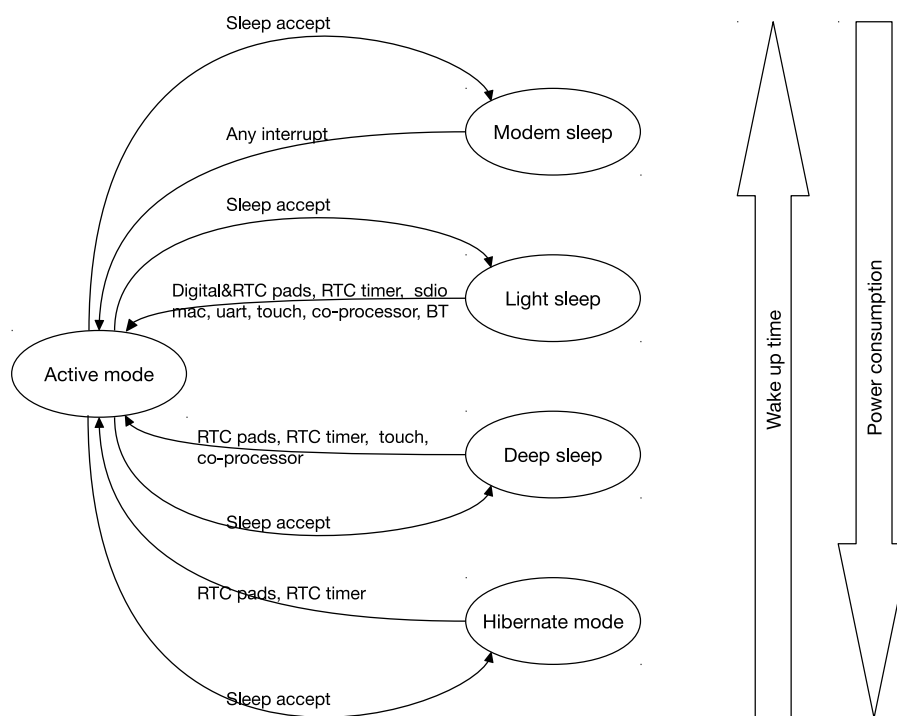 Sleep accept
Modem sleep
Any interrupt
Sleep accept
Digital&RTC pads, RTC timer, sdio
mac, uart, touch, co-processor, BT
Light sleep
Active mode
RTC pads, RTC timer, touch,
co-processor
Deep sleep
Sleep accept
RTC pads, RTC timer
Hibernate mode
Sleep accept
Wake up time
Power consumption